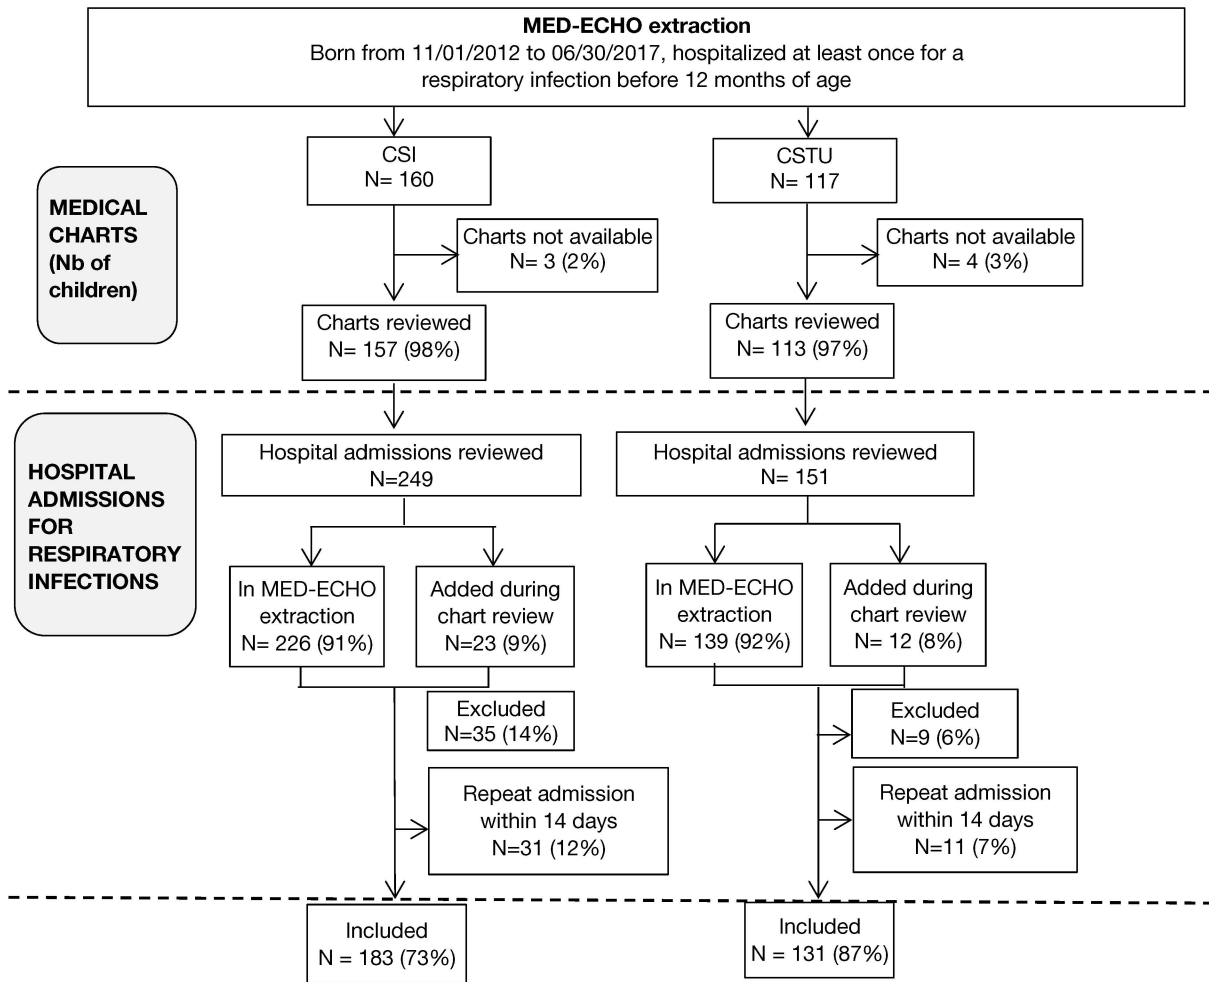 MED-ECHO extraction
Born from 11/01/2012 to 06/30/2017, hospitalized at least once for a
respiratory infection before 12 months of age
CSI
N= 160
CSTU
N= 117
MEDICAL
CHARTS
(Nb of
children)
Charts not available
N= 3 (2%)
Charts not available
N= 4 (3%)
Charts reviewed
N= 157 (98%)
Charts reviewed
N= 113 (97%)
HOSPITAL
ADMISSIONS
FOR
RESPIRATORY
INFECTIONS
Hospital admissions reviewed
N=249
Hospital admissions reviewed
N= 151
In MED-ECHO
extraction
N= 226 (91%)
Added during
chart review
N=23 (9%)
In MED-ECHO
extraction
N= 139 (92%)
Added during
chart review
N= 12 (8%)
Excluded
N=35 (14%)
Excluded
N=9 (6%)
Repeat admission
within 14 days
N=31 (12%)
Repeat admission
within 14 days
N=11 (7%)
Included
N = 183 (73%)
Included
N = 131 (87%)